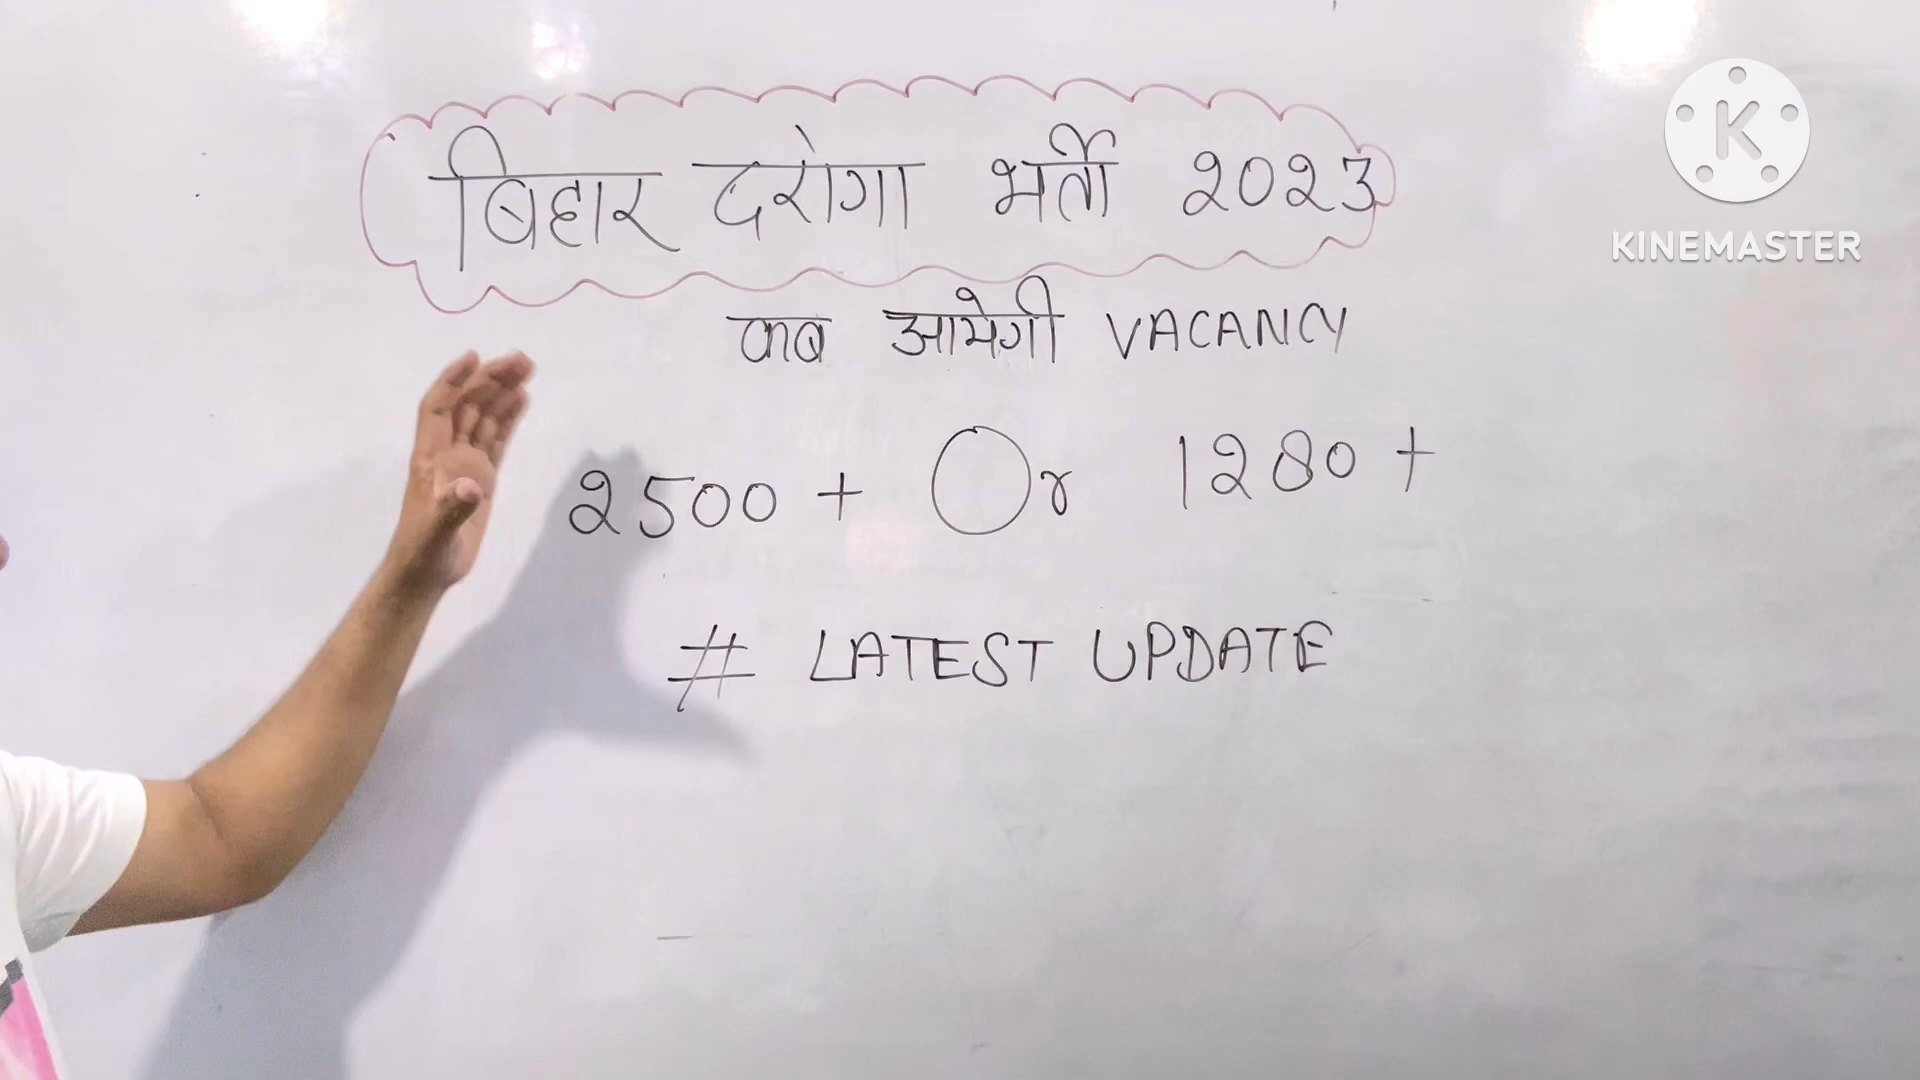 बिहार दरोगा भर्ती 2023
कब आयेगी VACANCY
2500 + Or 1280 +
# LATEST UPDATE
K
KINEMASTER